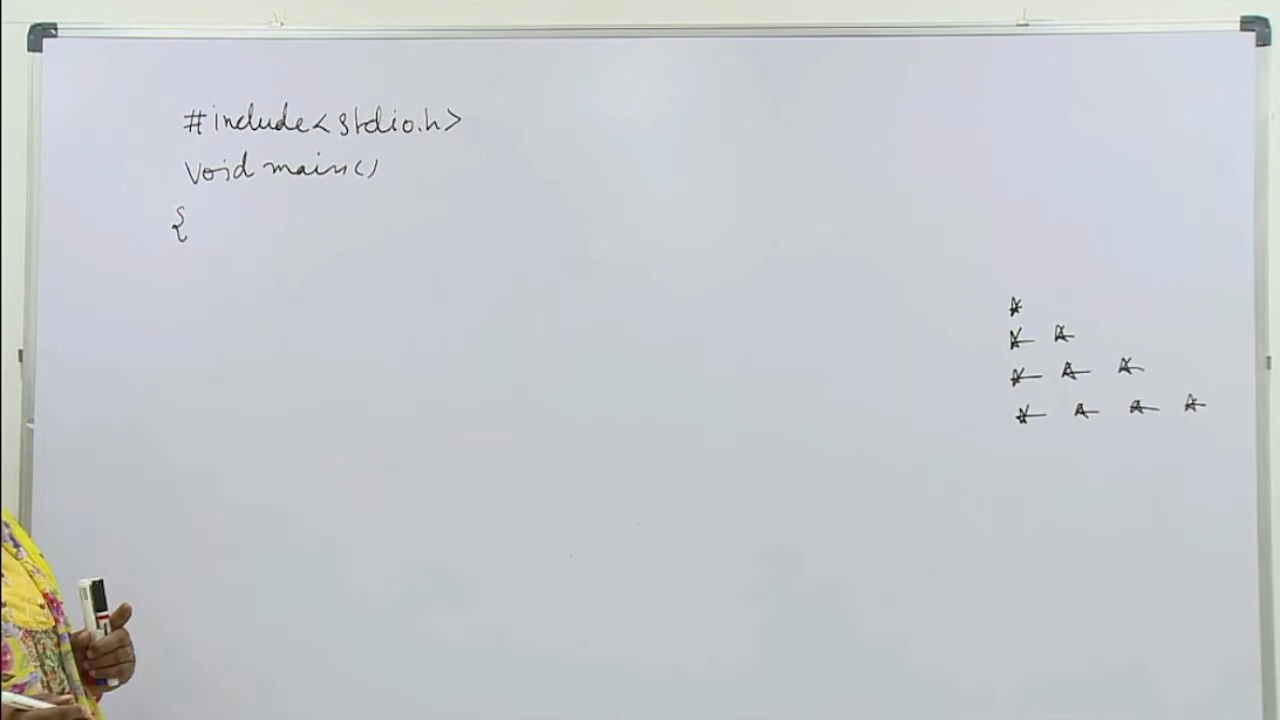 #include<stdio.h>
void main()
{
*
* *
* * *
* * * *